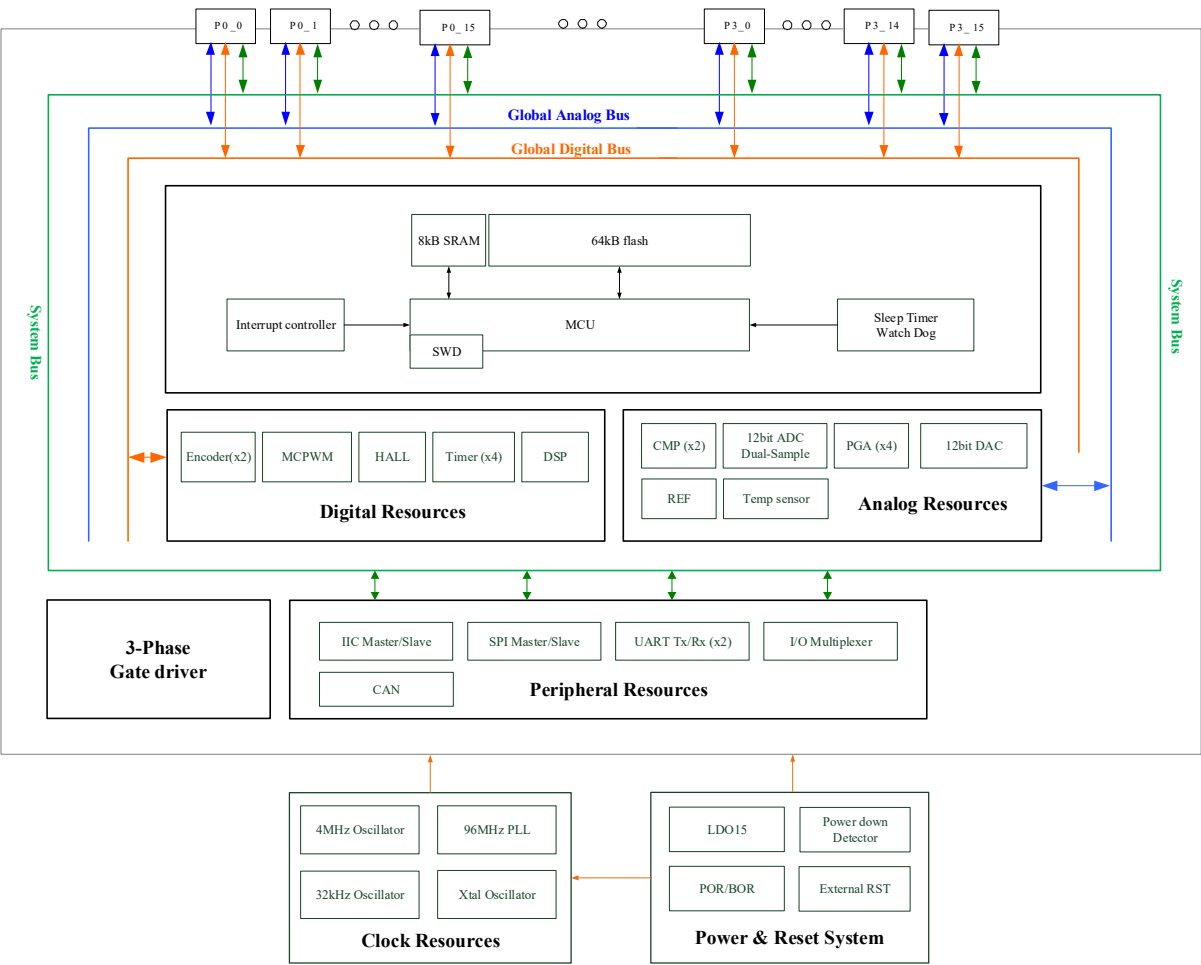 P0_0
P0_1
P0_15
P3_0
P3_14
P3_15
Global Analog Bus
Global Digital Bus
System Bus
System Bus
8kB SRAM
64kB flash
Interrupt controller
MCU
SWD
Sleep Timer
Watch Dog
Encoder(x2)
MCPWM
HALL
Timer (x4)
DSP
Digital Resources
CMP (x2)
12bit ADC
Dual-Sample
PGA (x4)
12bit DAC
REF
Temp sensor
Analog Resources
3-Phase
Gate driver
IIC Master/Slave
SPI Master/Slave
UART Tx/Rx (x2)
I/O Multiplexer
CAN
Peripheral Resources
4MHz Oscillator
96MHz PLL
32kHz Oscillator
Xtal Oscillator
Clock Resources
LDO15
Power down
Detector
POR/BOR
External RST
Power & Reset System